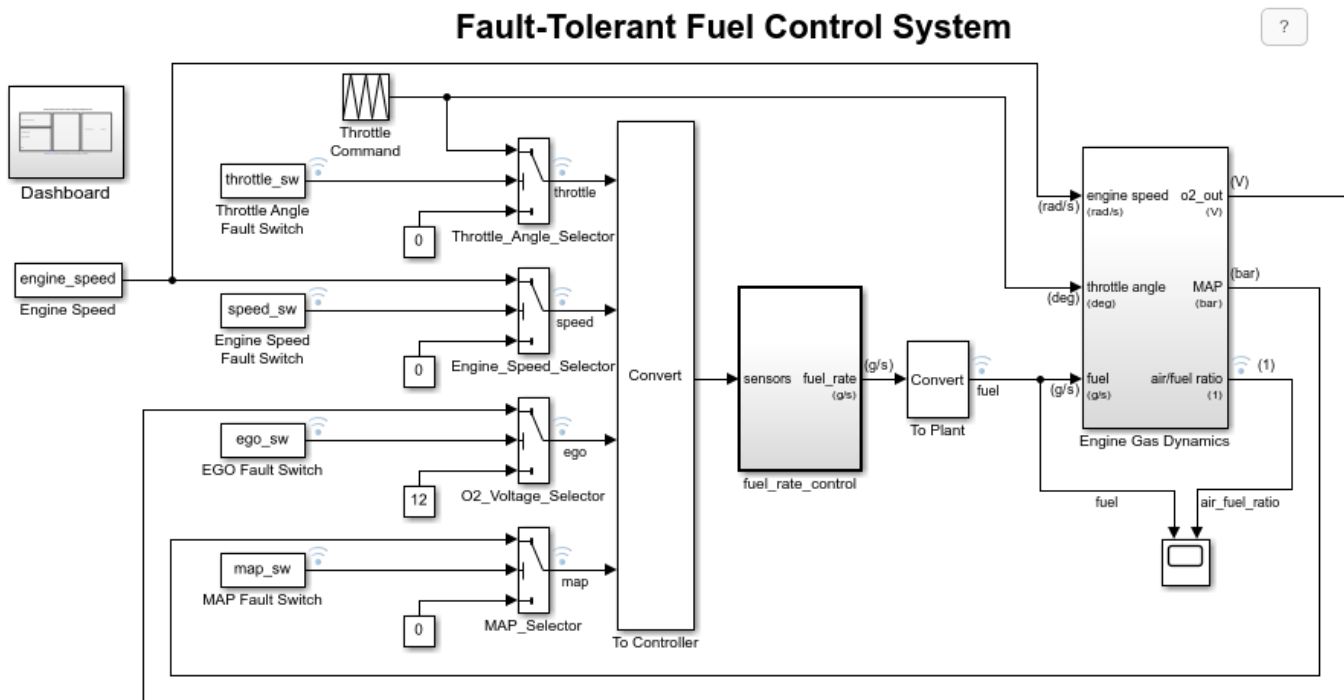 Fault-Tolerant Fuel Control System
?
Dashboard
Throttle
Command
throttle_sw
Throttle Angle
Fault Switch
0
throttle
Throttle_Angle_Selector
engine_speed
Engine Speed
speed_sw
Engine Speed
Fault Switch
0
speed
Engine_Speed_Selector
ego_sw
EGO Fault Switch
12
ego
O2_Voltage_Selector
map_sw
MAP Fault Switch
0
map
MAP_Selector
Convert
To Controller
sensors
fuel_rate
(g/s)
fuel_rate_control
(g/s)
Convert
To Plant
fuel
(rad/s)
engine speed
(rad/s)
o2_out
(V)
(V)
(deg)
throttle angle
(deg)
MAP
(bar)
(bar)
(g/s)
fuel
(g/s)
air/fuel ratio
(1)
(1)
Engine Gas Dynamics
fuel
air_fuel_ratio